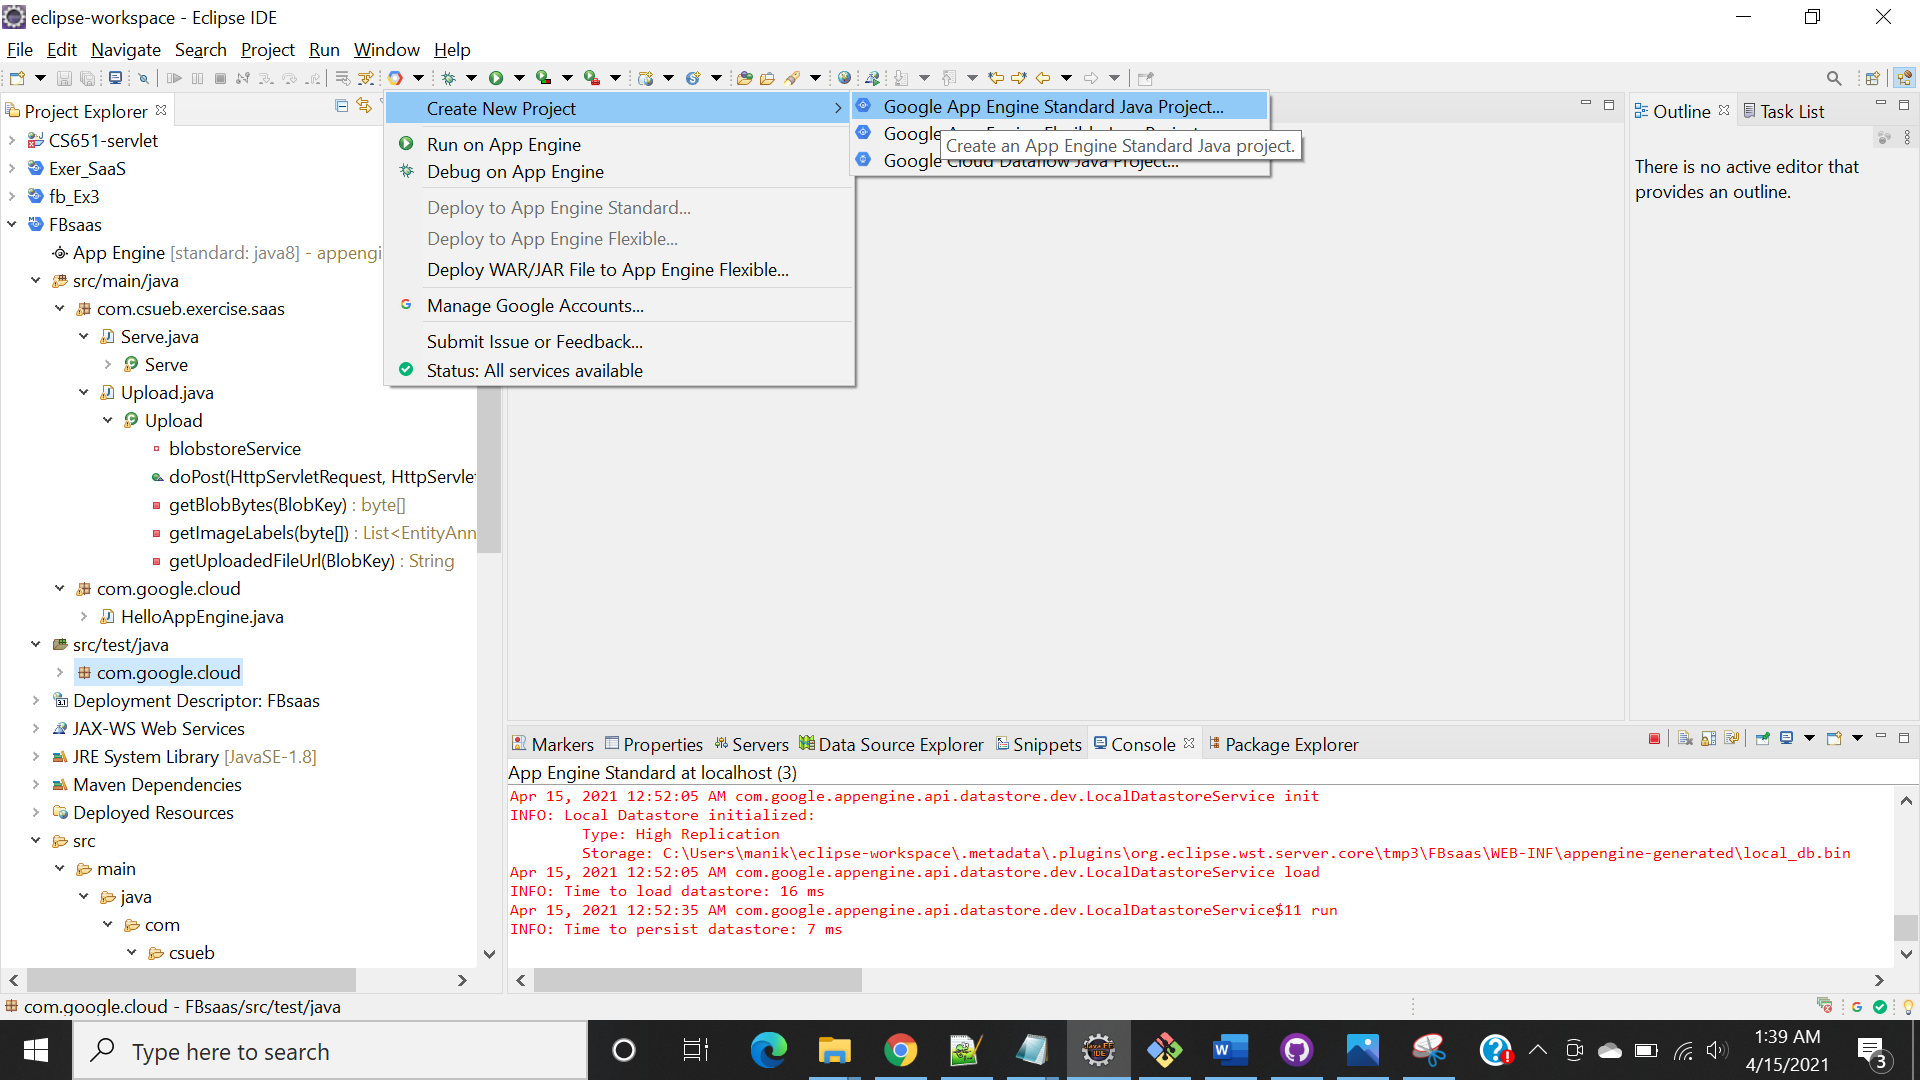 eclipse-workspace - Eclipse IDE
File Edit Navigate Search Project Run Window Help
Project Explorer
CS651-servlet
Exer_SaaS
fb_Ex3
FBsaas
App Engine [standard: java8] - appengi
src/main/java
com.csueb.exercise.saas
Serve.java
Serve
Upload.java
Upload
blobstoreService
doPost(HttpServletRequest, HttpServlet
getBlobBytes(BlobKey) : byte[]
getImageLabels(byte[]) : List<EntityAnn
getUploadedFileUrl(BlobKey) : String
com.google.cloud
HelloAppEngine.java
src/test/java
com.google.cloud
Deployment Descriptor: FBsaas
JAX-WS Web Services
JRE System Library [JavaSE-1.8]
Maven Dependencies
Deployed Resources
src
main
java
com
csueb
Create New Project
Run on App Engine
Debug on App Engine
Deploy to App Engine Standard...
Deploy to App Engine Flexible...
Deploy WAR/JAR File to App Engine Flexible...
Manage Google Accounts...
Submit Issue or Feedback...
Status: All services available
Google App Engine Standard Java Project...
Google
Create an App Engine Standard Java project.
Google Cloud Dataflow Java Project...
Outline Task List
There is no active editor that
provides an outline.
Markers Properties Servers Data Source Explorer Snippets Console Package Explorer
App Engine Standard at localhost (3)
Apr 15, 2021 12:52:05 AM com.google.appengine.api.datastore.dev.LocalDatastoreService init
INFO: Local Datastore initialized:
Type: High Replication
Storage: C:\Users\manik\eclipse-workspace\.metadata\.plugins\org.eclipse.wst.server.core\tmp3\FBsaas\WEB-INF\appengine-generated\local_db.bin
Apr 15, 2021 12:52:05 AM com.google.appengine.api.datastore.dev.LocalDatastoreService load
INFO: Time to load datastore: 16 ms
Apr 15, 2021 12:52:35 AM com.google.appengine.api.datastore.dev.LocalDatastoreService$11 run
INFO: Time to persist datastore: 7 ms
com.google.cloud - FBsaas/src/test/java
Type here to search
1:39 AM
4/15/2021
3